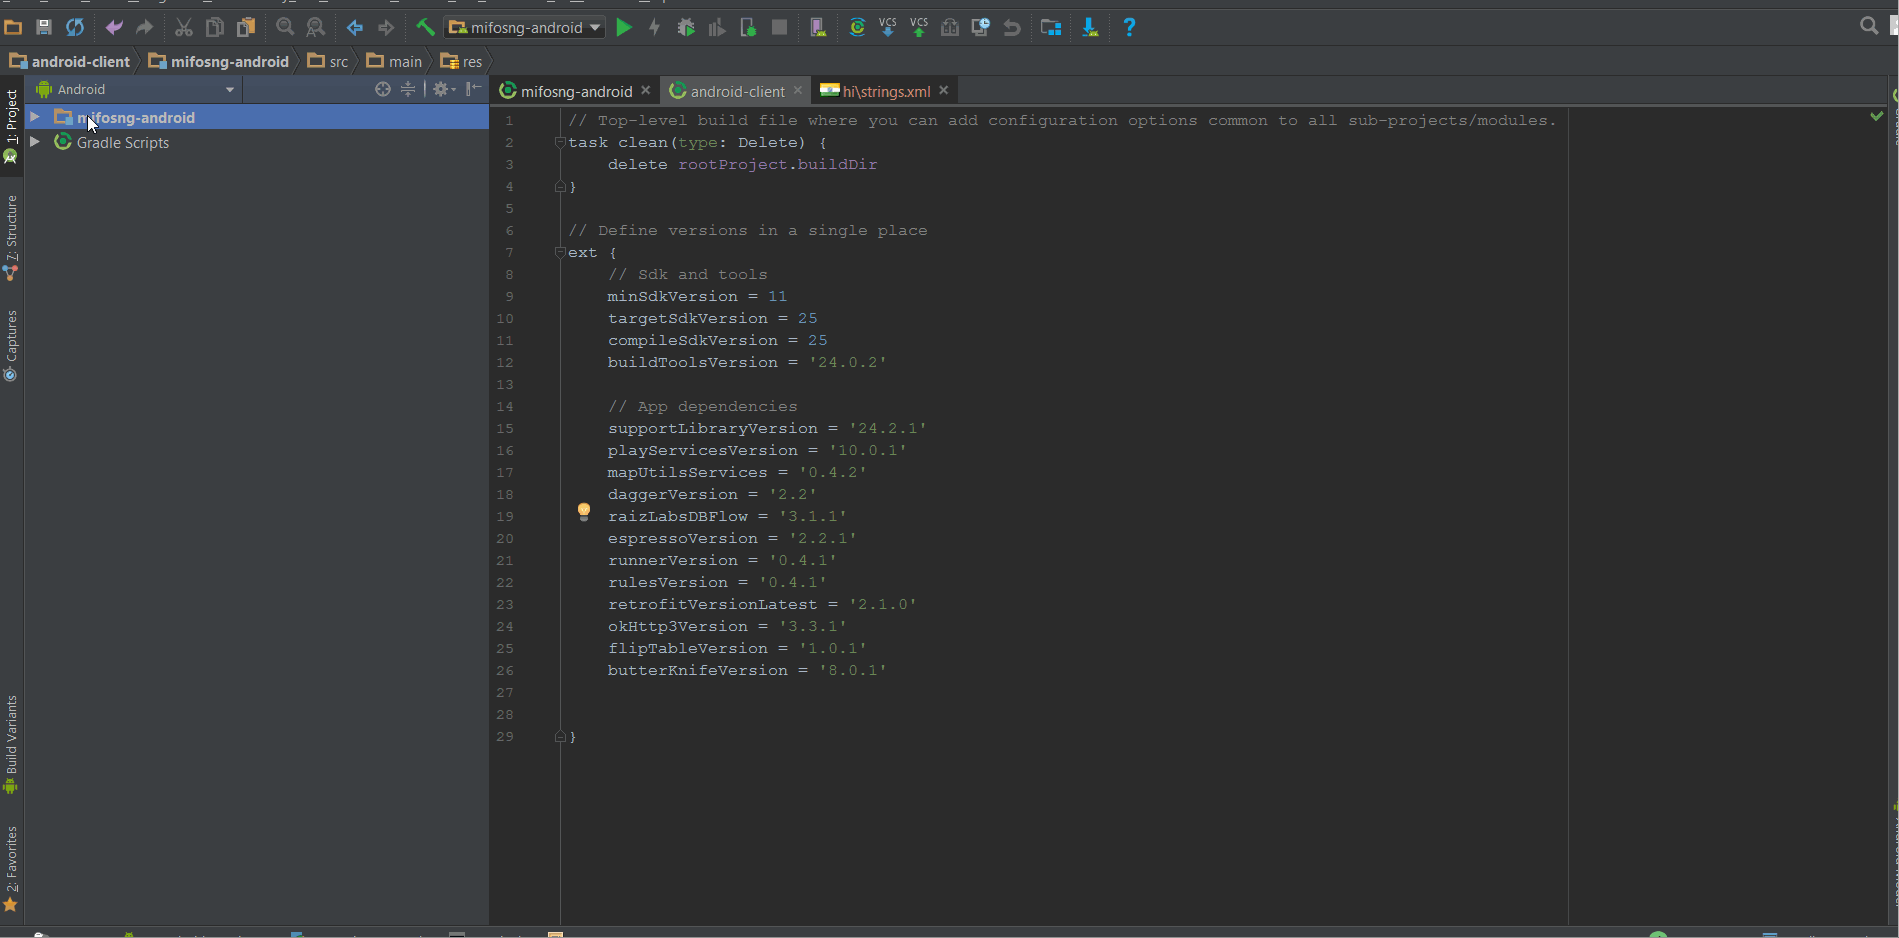 mifosng-android
VCS VCS
android-client mifosng-android src main res
Android
mifosng-android
Gradle Scripts
1: Project
7: Structure
Captures
Build Variants
2: Favorites
mifosng-android android-client hi\strings.xml
1 // Top-level build file where you can add configuration options common to all sub-projects/modules.
2 task clean(type: Delete) {
3 delete rootProject.buildDir
4 }
5
6 // Define versions in a single place
7 ext {
8 // Sdk and tools
9 minSdkVersion = 11
10 targetSdkVersion = 25
11 compileSdkVersion = 25
12 buildToolsVersion = '24.0.2'
13
14 // App dependencies
15 supportLibraryVersion = '24.2.1'
16 playServicesVersion = '10.0.1'
17 mapUtilsServices = '0.4.2'
18 daggerVersion = '2.2'
19 raizLabsDBFlow = '3.1.1'
20 espressoVersion = '2.2.1'
21 runnerVersion = '0.4.1'
22 rulesVersion = '0.4.1'
23 retrofitVersionLatest = '2.1.0'
24 okHttp3Version = '3.3.1'
25 flipTableVersion = '1.0.1'
26 butterKnifeVersion = '8.0.1'
27
28
29 }